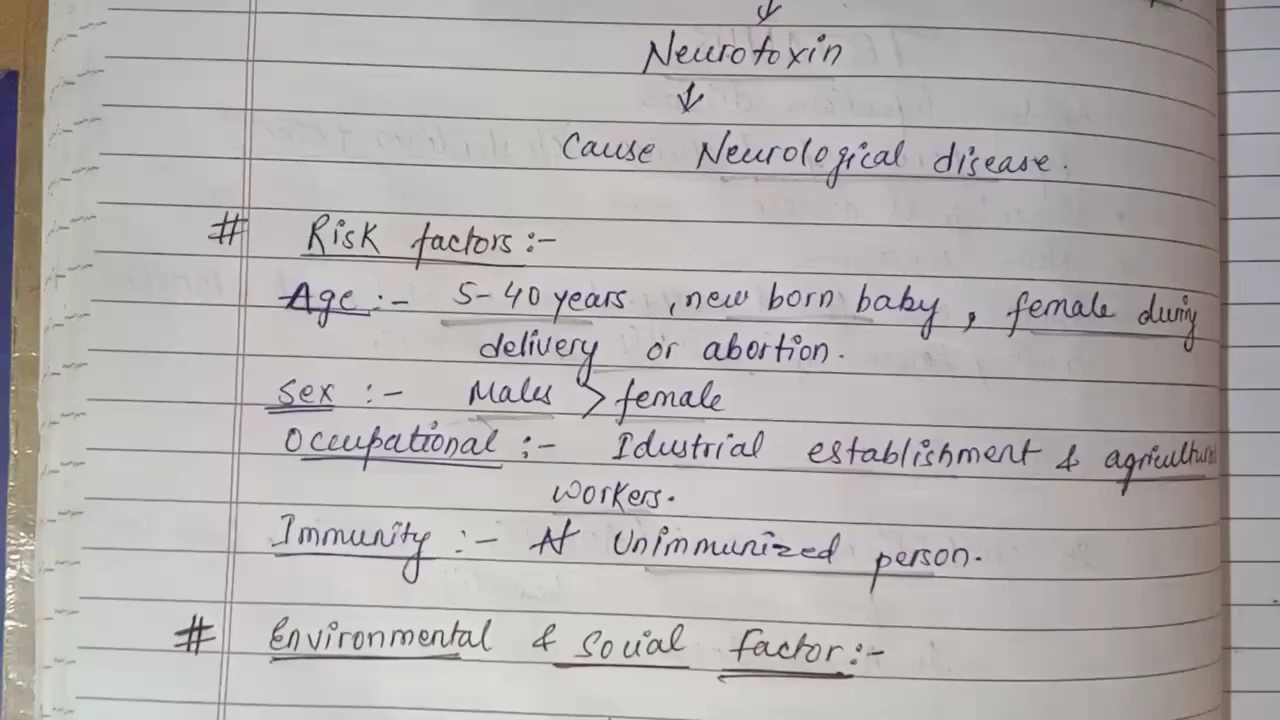 ↓
Neurotoxin
↓
Cause Neurological disease.
# Risk factors:-
Age :- 5-40 years, new born baby, female during
delivery or abortion.
Sex :- Males > female
Occupational :- Idustrial establishment & agricultural
workers.
Immunity :- Unimmunized person.
# Environmental & Social factor:-